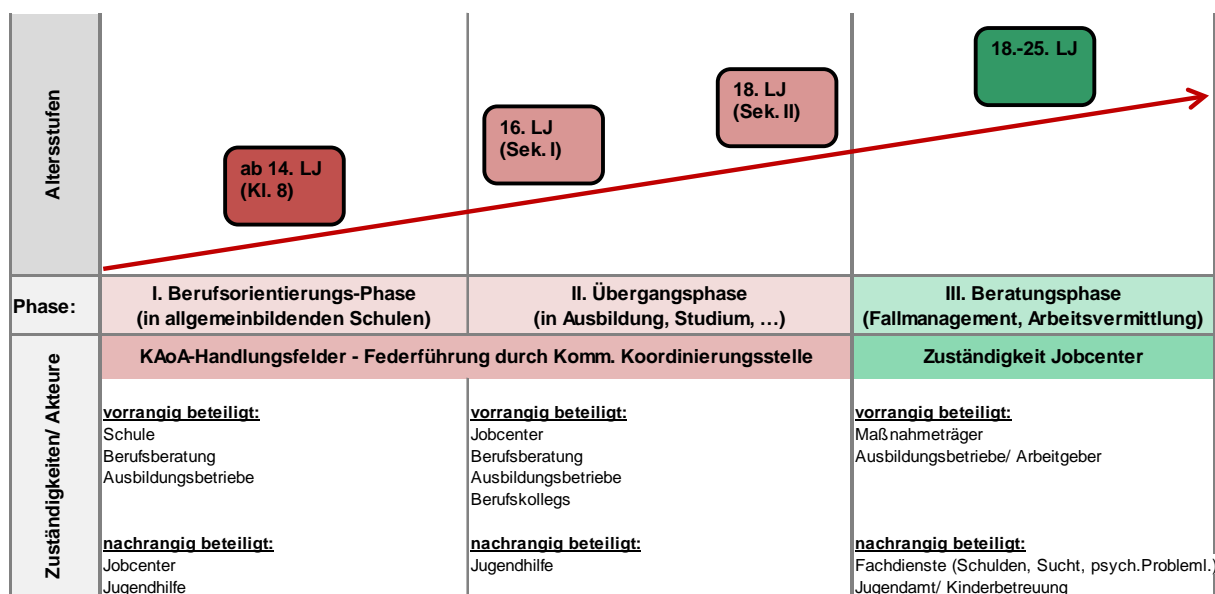 Altersstufen
ab 14. LJ
(Kl. 8)
16. LJ
(Sek. I)
18. LJ
(Sek. II)
18.-25. LJ
Phase:
I. Berufsorientierungs-Phase
(in allgemeinbildenden Schulen)
II. Übergangsphase
(in Ausbildung, Studium, …)
III. Beratungsphase
(Fallmanagement, Arbeitsvermittlung)
Zuständigkeiten/ Akteure
KAoA-Handlungsfelder - Federführung durch Komm. Koordinierungsstelle
Zuständigkeit Jobcenter
vorrangig beteiligt:
Schule
Berufsberatung
Ausbildungsbetriebe
nachrangig beteiligt:
Jobcenter
Jugendhilfe
vorrangig beteiligt:
Jobcenter
Berufsberatung
Ausbildungsbetriebe
Berufskollegs
nachrangig beteiligt:
Jugendhilfe
vorrangig beteiligt:
Maßnahmeträger
Ausbildungsbetriebe/ Arbeitgeber
nachrangig beteiligt:
Fachdienste (Schulden, Sucht, psych.Probleml.)
Jugendamt/ Kinderbetreuung